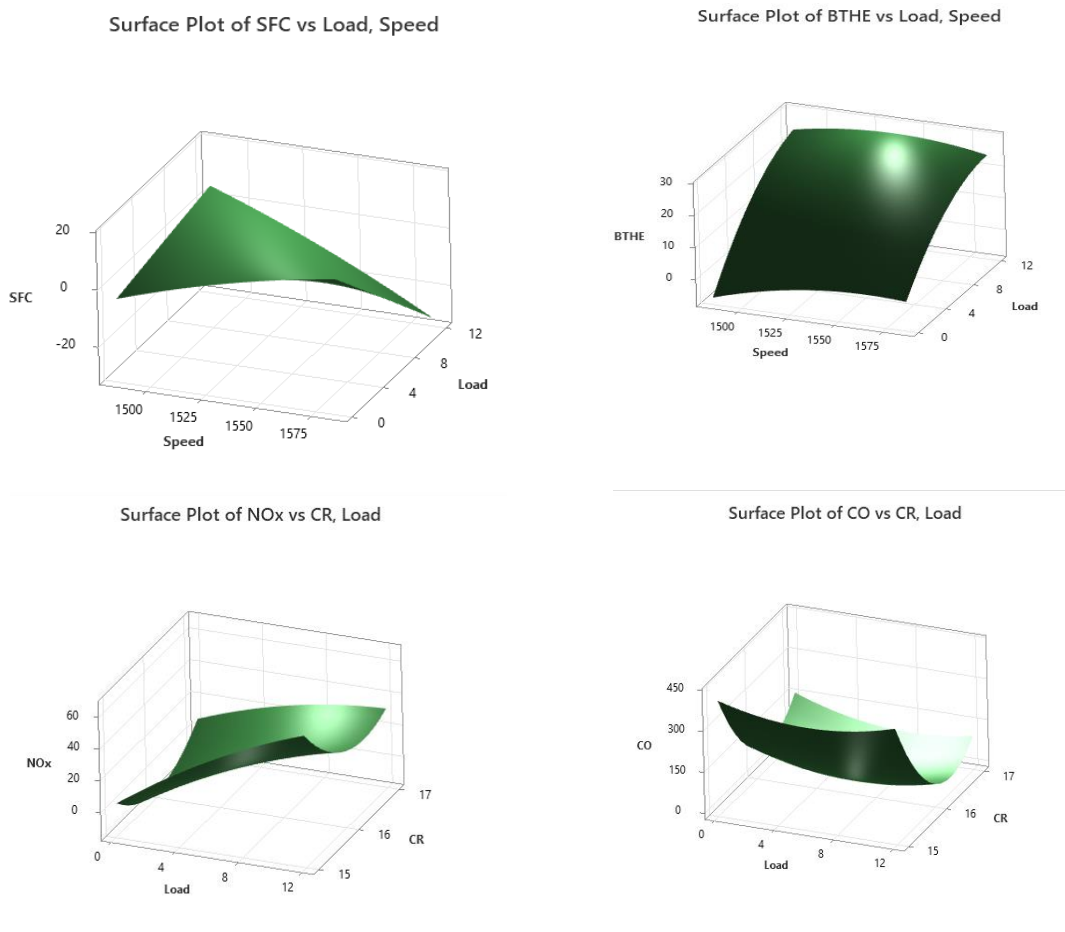 Surface Plot of SFC vs Load, Speed
20
0
SFC
-20
12
8
Load
4
0
1500
1525
1550
1575
Speed
Surface Plot of BTHE vs Load, Speed
30
20
BTHE
10
0
12
8
Load
4
0
1500
1525
1550
1575
Speed
Surface Plot of NOx vs CR, Load
60
40
NOx
20
0
17
16
CR
15
0
4
8
12
Load
Surface Plot of CO vs CR, Load
450
300
CO
150
0
17
16
CR
15
0
4
8
12
Load